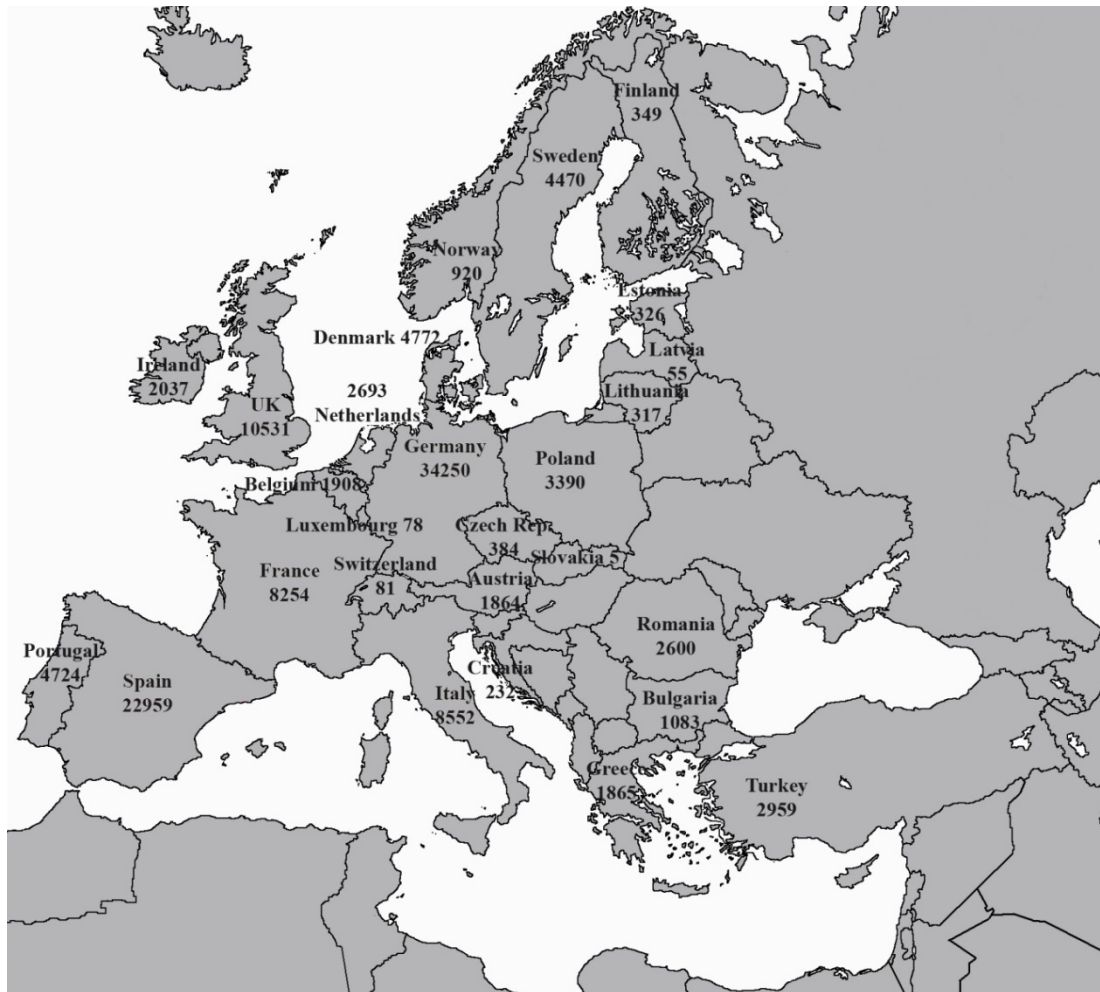 Finland
349
Sweden
4470
Norway
920
Estonia
326
Denmark 4772
Latvia
55
Ireland
2037
Lithuania
317
2693
Netherlands
UK
10531
Germany
34250
Poland
3390
Belgium 1908
Luxembourg 78
Czech Rep.
384
Slovakia 5
Switzerland
81
France
8254
Austria
1864
Romania
2600
Portugal
4724
Spain
22959
Croatia
232
Italy
8552
Bulgaria
1083
Greece
1865
Turkey
2959